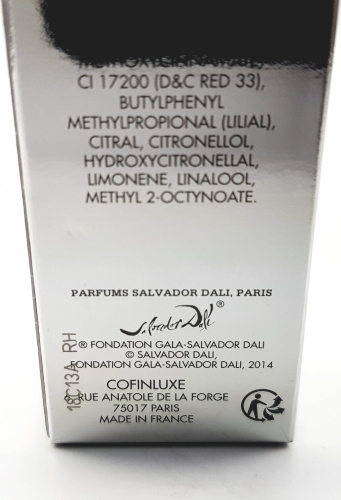 CI 17200 (D&C RED 33),
BUTYLPHENYL
METHYLPROPIONAL (LILIAL),
CITRAL, CITRONELLOL,
HYDROXYCITRONELLAL,
LIMONENE, LINALOOL,
METHYL 2-OCTYNOATE.
PARFUMS SALVADOR DALI, PARIS
Salvador Dalí ®
® FONDATION GALA-SALVADOR DALI
© SALVADOR DALI,
FONDATION GALA-SALVADOR DALI, 2014
COFINLUXE
RUE ANATOLE DE LA FORGE
75017 PARIS
MADE IN FRANCE
18C13A RH